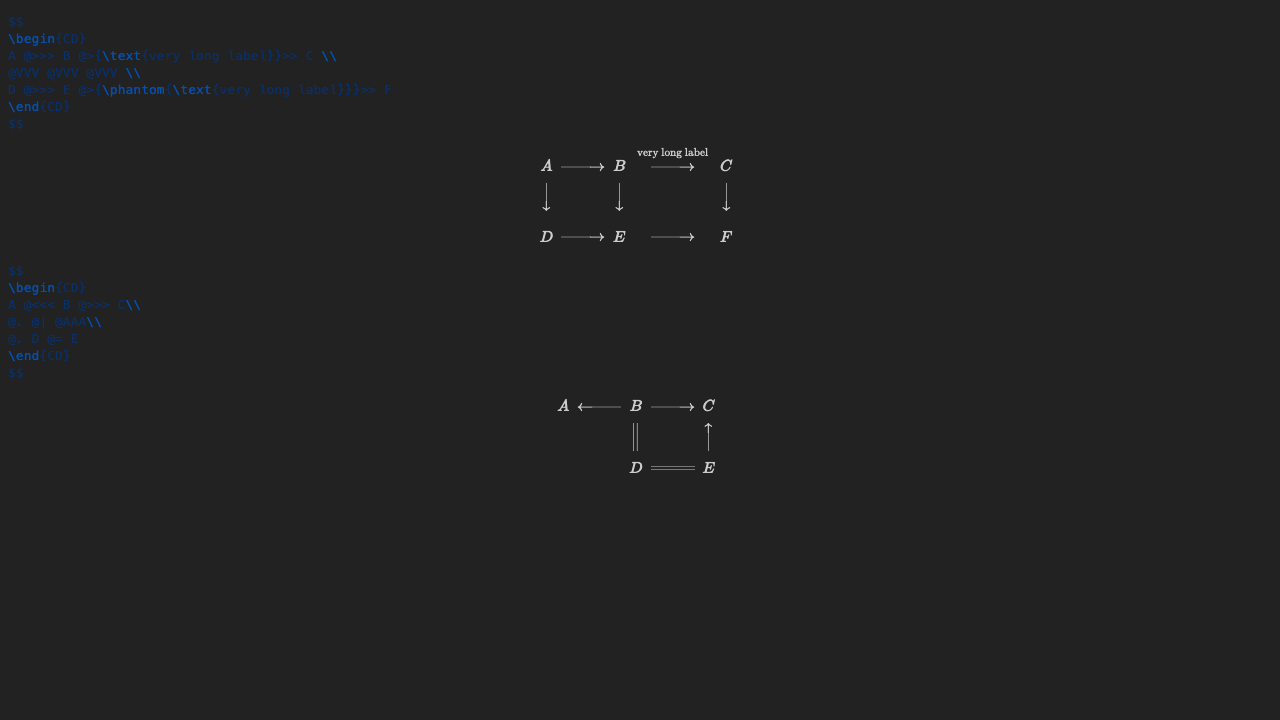 $$
\begin{CD}
A @>>> B @>{\text{very long label}}>> C \\
@VVV @VVV @VVV \\
D @>>> E @>{\phantom{\text{very long label}}}>> F
\end{CD}
$$
very long label
A B C
D E F
$$
\begin{CD}
A @<<< B @>>> C\\
@. @| @AAA\\
@. D @= E
\end{CD}
$$
A B C
D E